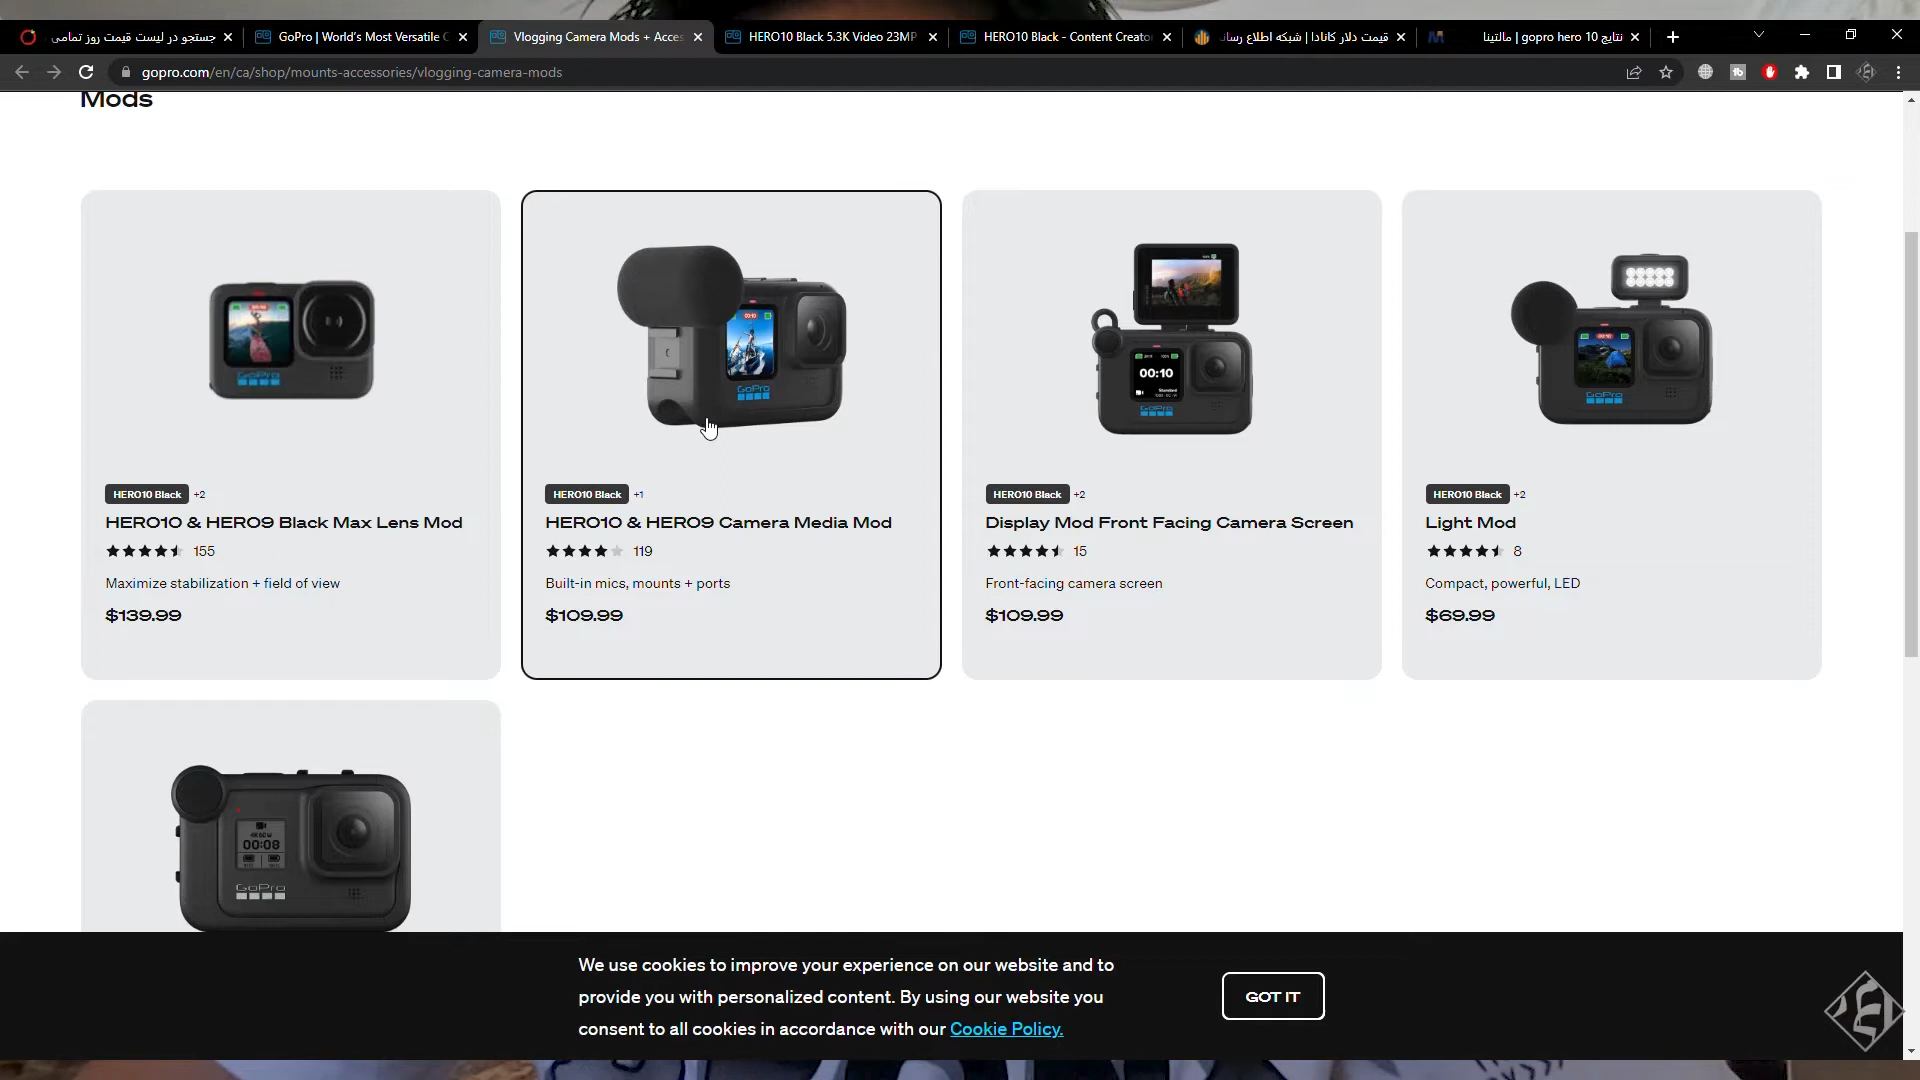 جستجو در لیست قیمت روز تمامی
GoPro | World's Most Versatile C
Vlogging Camera Mods + Acces
HERO10 Black 5.3K Video 23MP
HERO10 Black - Content Creato
قیمت دلار کانادا | شبکه اطلاع رسان
نتایج gopro hero 10 | مالتینا
gopro.com/en/ca/shop/mounts-accessories/vlogging-camera-mods
Mods
HERO10 Black +2
HERO10 & HERO9 Black Max Lens Mod
155
Maximize stabilization + field of view
$139.99
HERO10 Black +1
HERO10 & HERO9 Camera Media Mod
119
Built-in mics, mounts + ports
$109.99
00:10
GoPro
HERO10 Black +2
Display Mod Front Facing Camera Screen
15
Front-facing camera screen
$109.99
HERO10 Black +2
Light Mod
8
Compact, powerful, LED
$69.99
00:08
GoPro
We use cookies to improve your experience on our website and to
provide you with personalized content. By using our website you
consent to all cookies in accordance with our Cookie Policy.
GOT IT